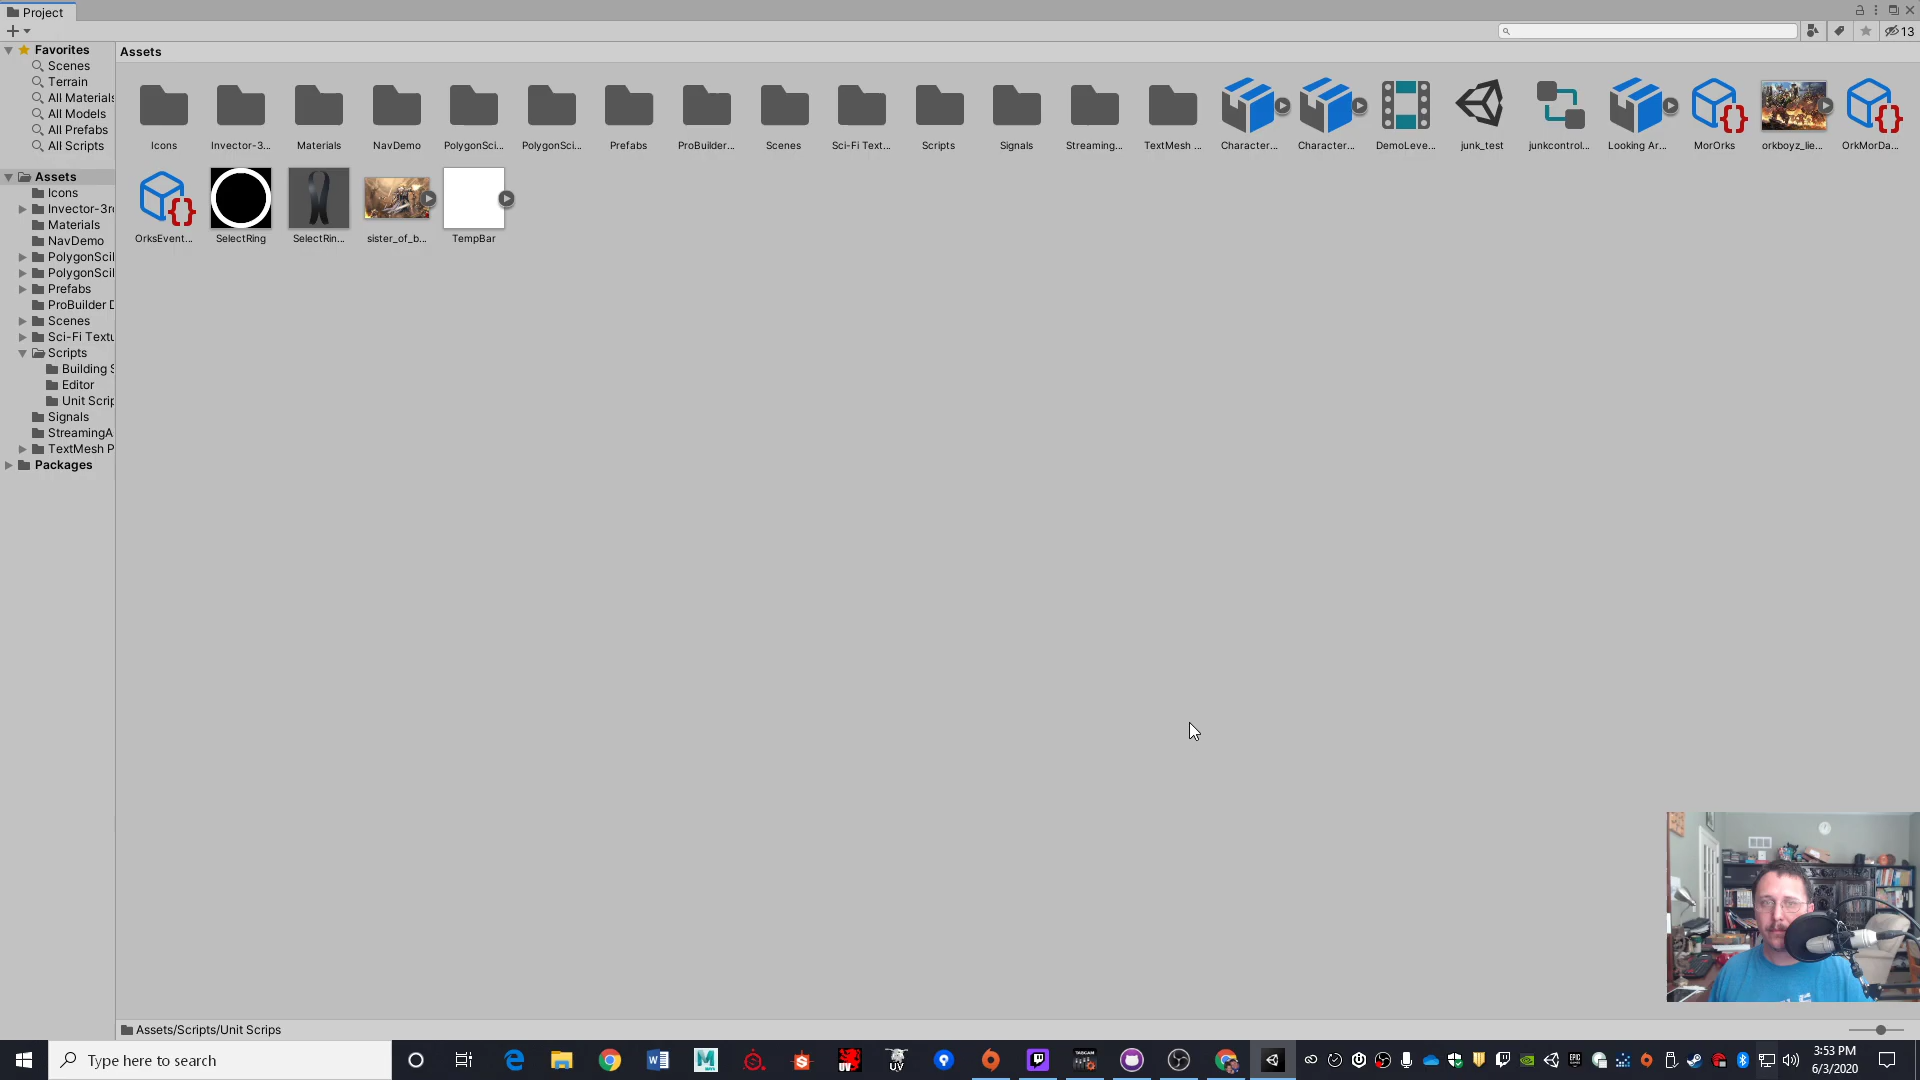 Project
13
Favorites
Scenes
Terrain
All Materials
All Models
All Prefabs
All Scripts
Assets
Icons
Invector-3r
Materials
NavDemo
PolygonSci
PolygonSci
Prefabs
ProBuilder D
Scenes
Sci-Fi Textu
Scripts
Building S
Editor
Unit Scrip
Signals
StreamingA
TextMesh P
Packages
Assets
Icons
Invector-3...
Materials
NavDemo
PolygonSci...
PolygonSci...
Prefabs
ProBuilder...
Scenes
Sci-Fi Text...
Scripts
Signals
Streaming...
TextMesh ...
Character...
Character...
DemoLeve...
junk_test
junkcontrol...
Looking Ar...
MorOrks
orkboyz_lie...
OrkMorDa...
OrksEvent...
SelectRing
SelectRin...
sister_of_b...
TempBar
Assets/Scripts/Unit Scrips
Type here to search
3:53 PM
6/3/2020